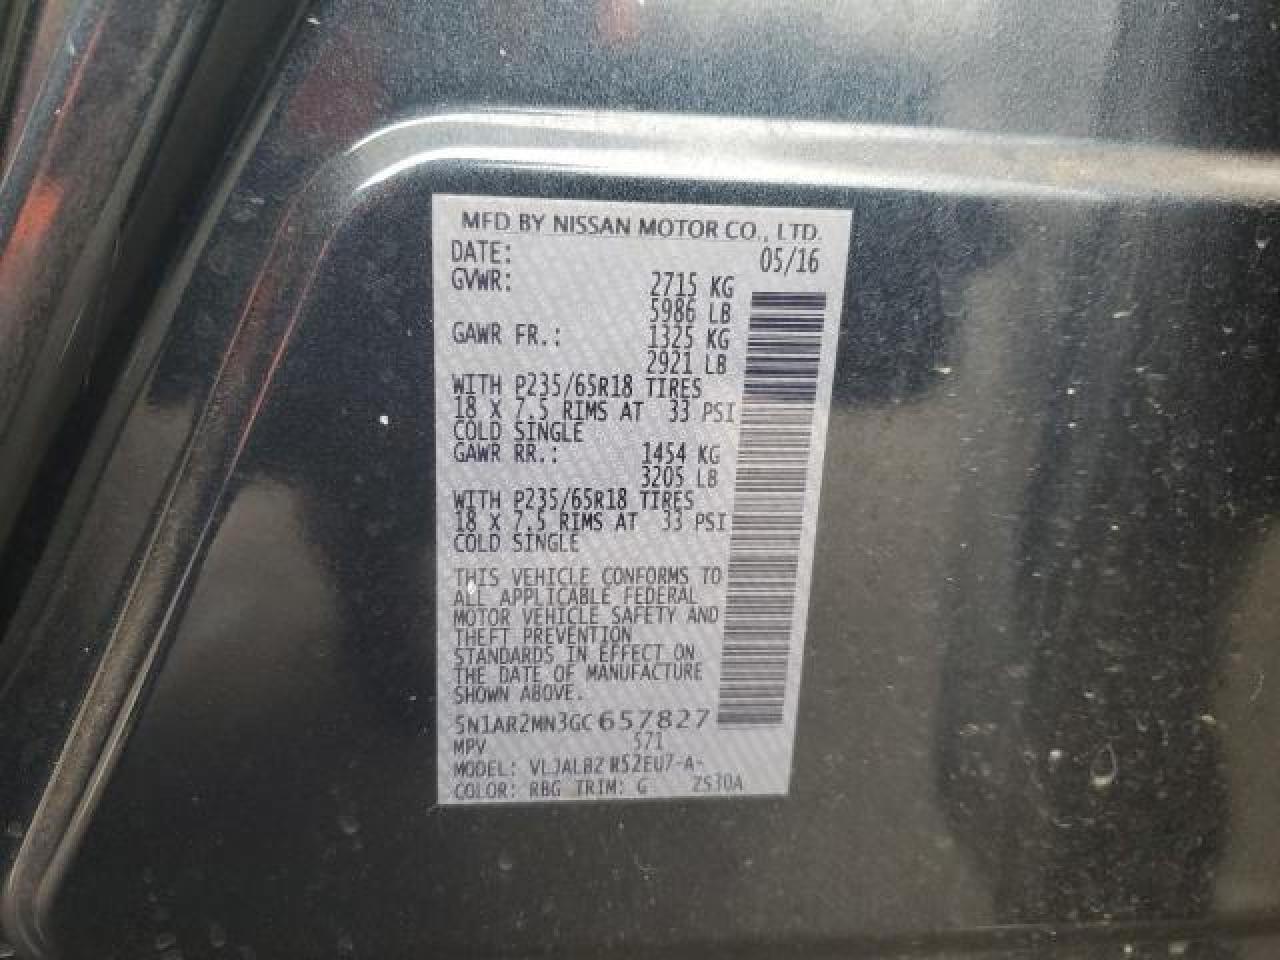 MFD BY NISSAN MOTOR CO., LTD.
DATE: 05/16
GVWR: 2715 KG
5986 LB
GAWR FR.: 1325 KG
2921 LB
WITH P235/65R18 TIRES
18 X 7.5 RIMS AT 33 PSI
COLD SINGLE
GAWR RR.: 1454 KG
3205 LB
WITH P235/65R18 TIRES
18 X 7.5 RIMS AT 33 PSI
COLD SINGLE
THIS VEHICLE CONFORMS TO
ALL APPLICABLE FEDERAL
MOTOR VEHICLE SAFETY AND
THEFT PREVENTION
STANDARDS IN EFFECT ON
THE DATE OF MANUFACTURE
SHOWN ABOVE.
5N1AR2MN3GC657827
MPV 571
MODEL:
COLOR: RBG TRIM: G